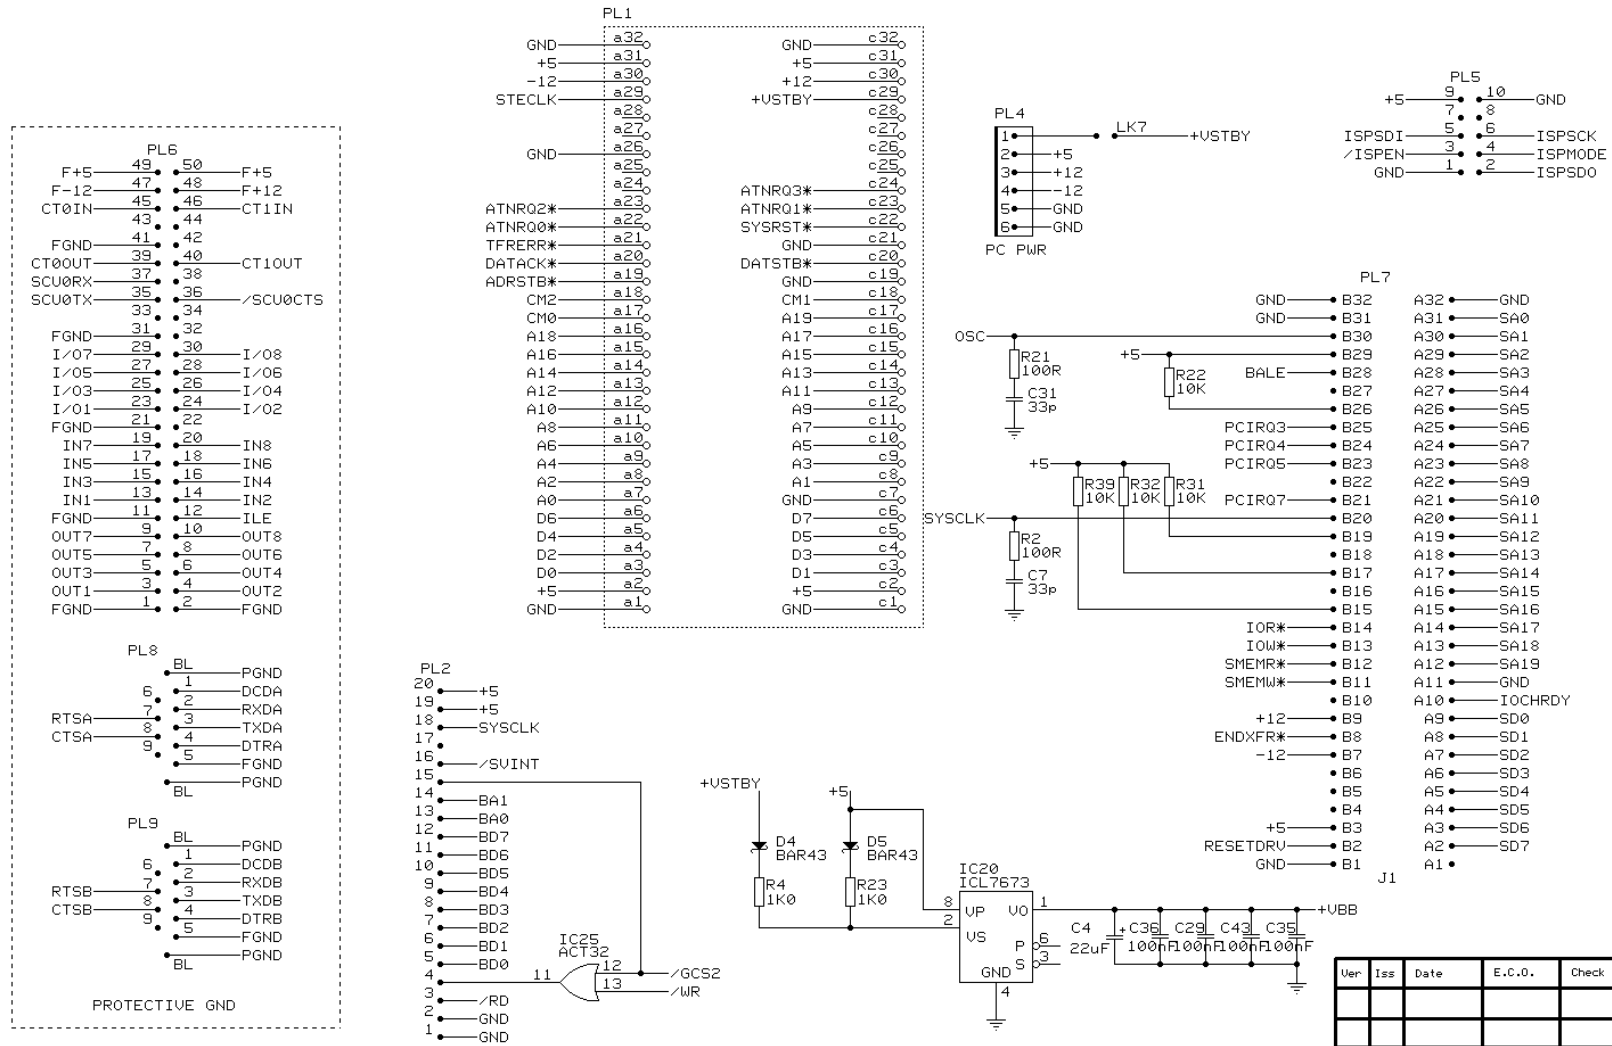 PL6
F+5 49 50 F+5
F-12 47 48 F+12
CT0IN 45 46 CT1IN
43 44
FGND 41 42
CT0OUT 39 40 CT1OUT
SCU0RX 37 38
SCU0TX 35 36 /SCU0CTS
33 34
FGND 31 32
I/O7 29 30 I/O8
I/O5 27 28 I/O6
I/O3 25 26 I/O4
I/O1 23 24 I/O2
FGND 21 22
IN7 19 20 IN8
IN5 17 18 IN6
IN3 15 16 IN4
IN1 13 14 IN2
FGND 11 12 ILE
OUT7 9 10 OUT8
OUT5 7 8 OUT6
OUT3 5 6 OUT4
OUT1 3 4 OUT2
FGND 1 2 FGND
PL8
BL PGND
1 DCDA
6 2 RXDA
RTSA 7 3 TXDA
CTSA 8 4 DTRA
9 5 FGND
PGND
BL
PL9
BL PGND
1 DCDB
6 2 RXDB
RTSB 7 3 TXDB
CTSB 8 4 DTRB
9 5 FGND
PGND
BL
PROTECTIVE GND
PL1
GND a32 GND c32
+5 a31 +5 c31
-12 a30 +12 c30
STECLK a29 +VSTBY c29
a28 c28
a27 c27
GND a26 c26
a25 c25
a24 ATNRQ3* c24
ATNRQ2* a23 ATNRQ1* c23
ATNRQ0* a22 SYSRST* c22
TFRERR* a21 GND c21
DATACK* a20 DATSTB* c20
ADRSTB* a19 GND c19
CM2 a18 CM1 c18
CM0 a17 A19 c17
A18 a16 A17 c16
A16 a15 A15 c15
A14 a14 A13 c14
A12 a13 A11 c13
A10 a12 A9 c12
A8 a11 A7 c11
A6 a10 A5 c10
A4 a9 A3 c9
A2 a8 A1 c8
A0 a7 GND c7
D6 a6 D7 c6
D4 a5 D5 c5
D2 a4 D3 c4
D0 a3 D1 c3
+5 a2 +5 c2
GND a1 GND c1
PL2
20 +5
19 +5
18 SYSCLK
17
16 /SVINT
15
14 BA1
13 BA0
12 BD7
11 BD6
10 BD5
9 BD4
8 BD3
7 BD2
6 BD1
5 BD0
4
3 /RD
2 GND
1 GND
IC25
ACT32
11 12 /GCS2
13 /WR
PL4
1 LK7 +VSTBY
2 +5
3 +12
4 -12
5 GND
6 GND
PC PWR
PL5
+5 9 10 GND
7 8
ISPSDI 5 6 ISPSCK
/ISPEN 3 4 ISPMODE
GND 1 2 ISPSDO
OSC
R21
100R
C31
33p
+5
R22
10K
+5
R39
10K
R32
10K
R31
10K
SYSCLK
R2
100R
C7
33p
PL7
GND B32 A32 GND
GND B31 A31 SA0
B30 A30 SA1
B29 A29 SA2
BALE B28 A28 SA3
B27 A27 SA4
B26 A26 SA5
PCIRQ3 B25 A25 SA6
PCIRQ4 B24 A24 SA7
PCIRQ5 B23 A23 SA8
B22 A22 SA9
PCIRQ7 B21 A21 SA10
B20 A20 SA11
B19 A19 SA12
B18 A18 SA13
B17 A17 SA14
B16 A16 SA15
B15 A15 SA16
IOR* B14 A14 SA17
IOW* B13 A13 SA18
SMEMR* B12 A12 SA19
SMEMW* B11 A11 GND
B10 A10 IOCHRDY
+12 B9 A9 SD0
ENDXFR* B8 A8 SD1
-12 B7 A7 SD2
B6 A6 SD3
B5 A5 SD4
B4 A4 SD5
+5 B3 A3 SD6
RESETDRV B2 A2 SD7
GND B1 A1
J1
+VSTBY
+5
D4
BAR43
D5
BAR43
R4
1K0
R23
1K0
IC20
ICL7673
8 VP VO 1
2 VS
P 6
S 3
GND
4
+VBB
C4
22uF
+
C36
100nF
C29
100nF
C43
100nF
C35
100nF
Ver Iss Date E.C.O. Check